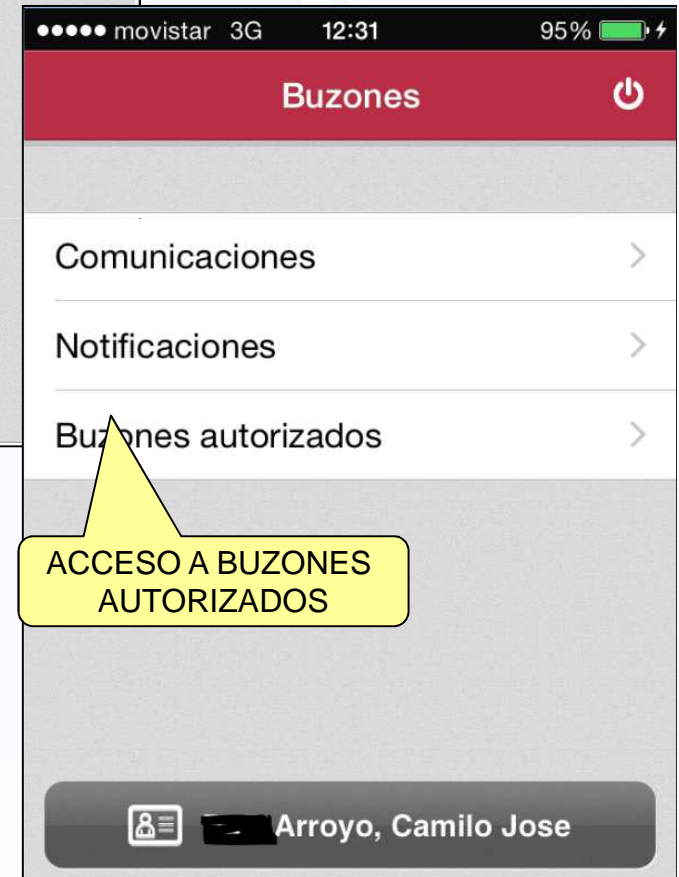 movistar 3G 12:31 95%
Buzones
Comunicaciones
Notificaciones
Buzones autorizados
ACCESO A BUZONES
AUTORIZADOS
Arroyo, Camilo Jose